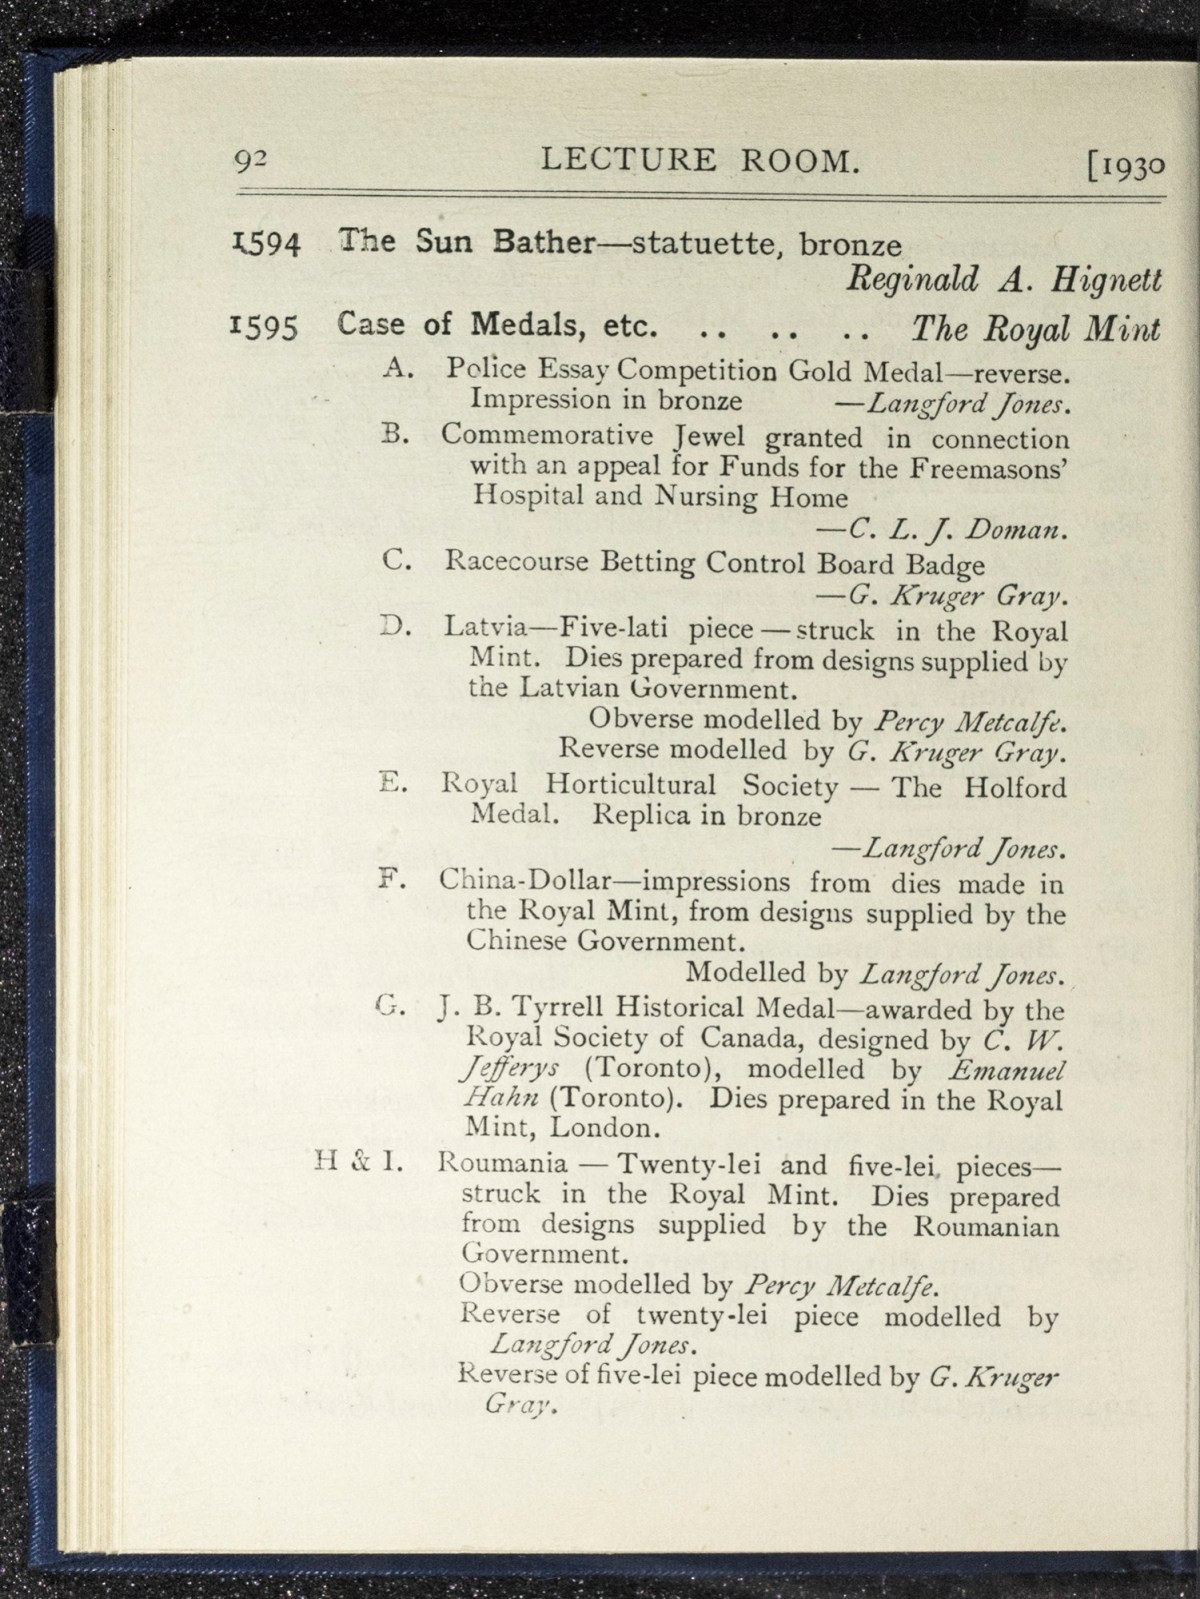 92 LECTURE ROOM. [1930
1594 The Sun Bather—statuette, bronze
Reginald A. Hignett
1595 Case of Medals, etc. .. .. .. The Royal Mint
A. Police Essay Competition Gold Medal—reverse.
Impression in bronze —Langford Jones.
B. Commemorative Jewel granted in connection
with an appeal for Funds for the Freemasons’
Hospital and Nursing Home
—C. L. J. Doman.
C. Racecourse Betting Control Board Badge
—G. Kruger Gray.
D. Latvia—Five-lati piece — struck in the Royal
Mint. Dies prepared from designs supplied by
the Latvian Government.
Obverse modelled by Percy Metcalfe.
Reverse modelled by G. Kruger Gray.
E. Royal Horticultural Society — The Holford
Medal. Replica in bronze
—Langford Jones.
F. China-Dollar—impressions from dies made in
the Royal Mint, from designs supplied by the
Chinese Government.
Modelled by Langford Jones.
G. J. B. Tyrrell Historical Medal—awarded by the
Royal Society of Canada, designed by C. W.
Jefferys (Toronto), modelled by Emanuel
Hahn (Toronto). Dies prepared in the Royal
Mint, London.
H & I. Roumania — Twenty-lei and five-lei pieces—
struck in the Royal Mint. Dies prepared
from designs supplied by the Roumanian
Government.
Obverse modelled by Percy Metcalfe.
Reverse of twenty-lei piece modelled by
Langford Jones.
Reverse of five-lei piece modelled by G. Kruger
Gray.